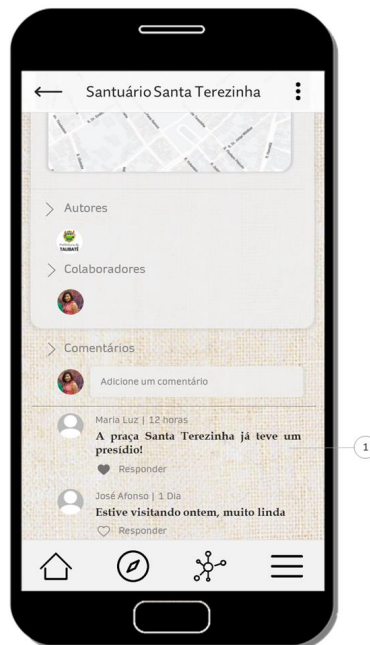 Santuário Santa Terezinha
Autores
TAUBATÉ
Colaboradores
Comentários
Adicione um comentário
Maria Luz | 12 horas
A praça Santa Terezinha já teve um
presídio!
Responder
José Afonso | 1 Dia
Estive visitando ontem, muito linda
Responder
1